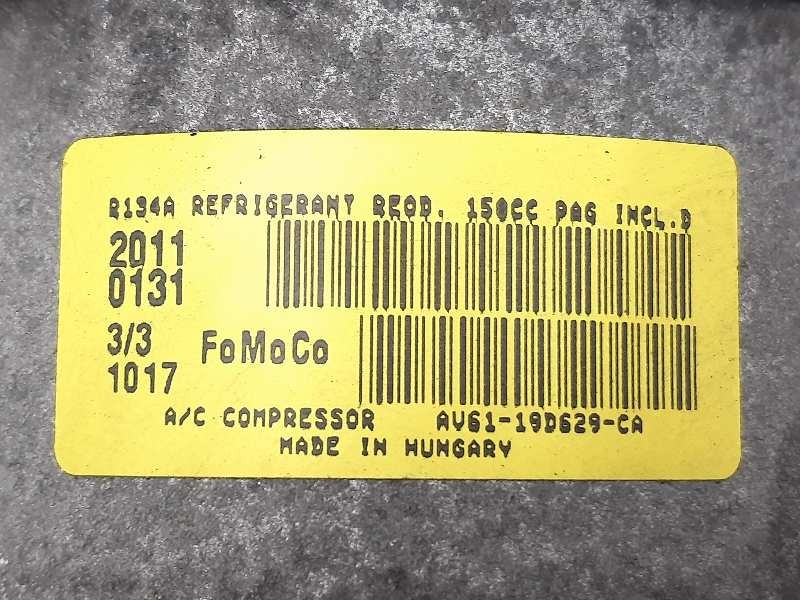 R134A REFRIGERANT REQD. 150CC PAG INCL.D
2011
0131
3/3
FoMoCo
1017
A/C COMPRESSOR AV61-19D629-CA
MADE IN HUNGARY